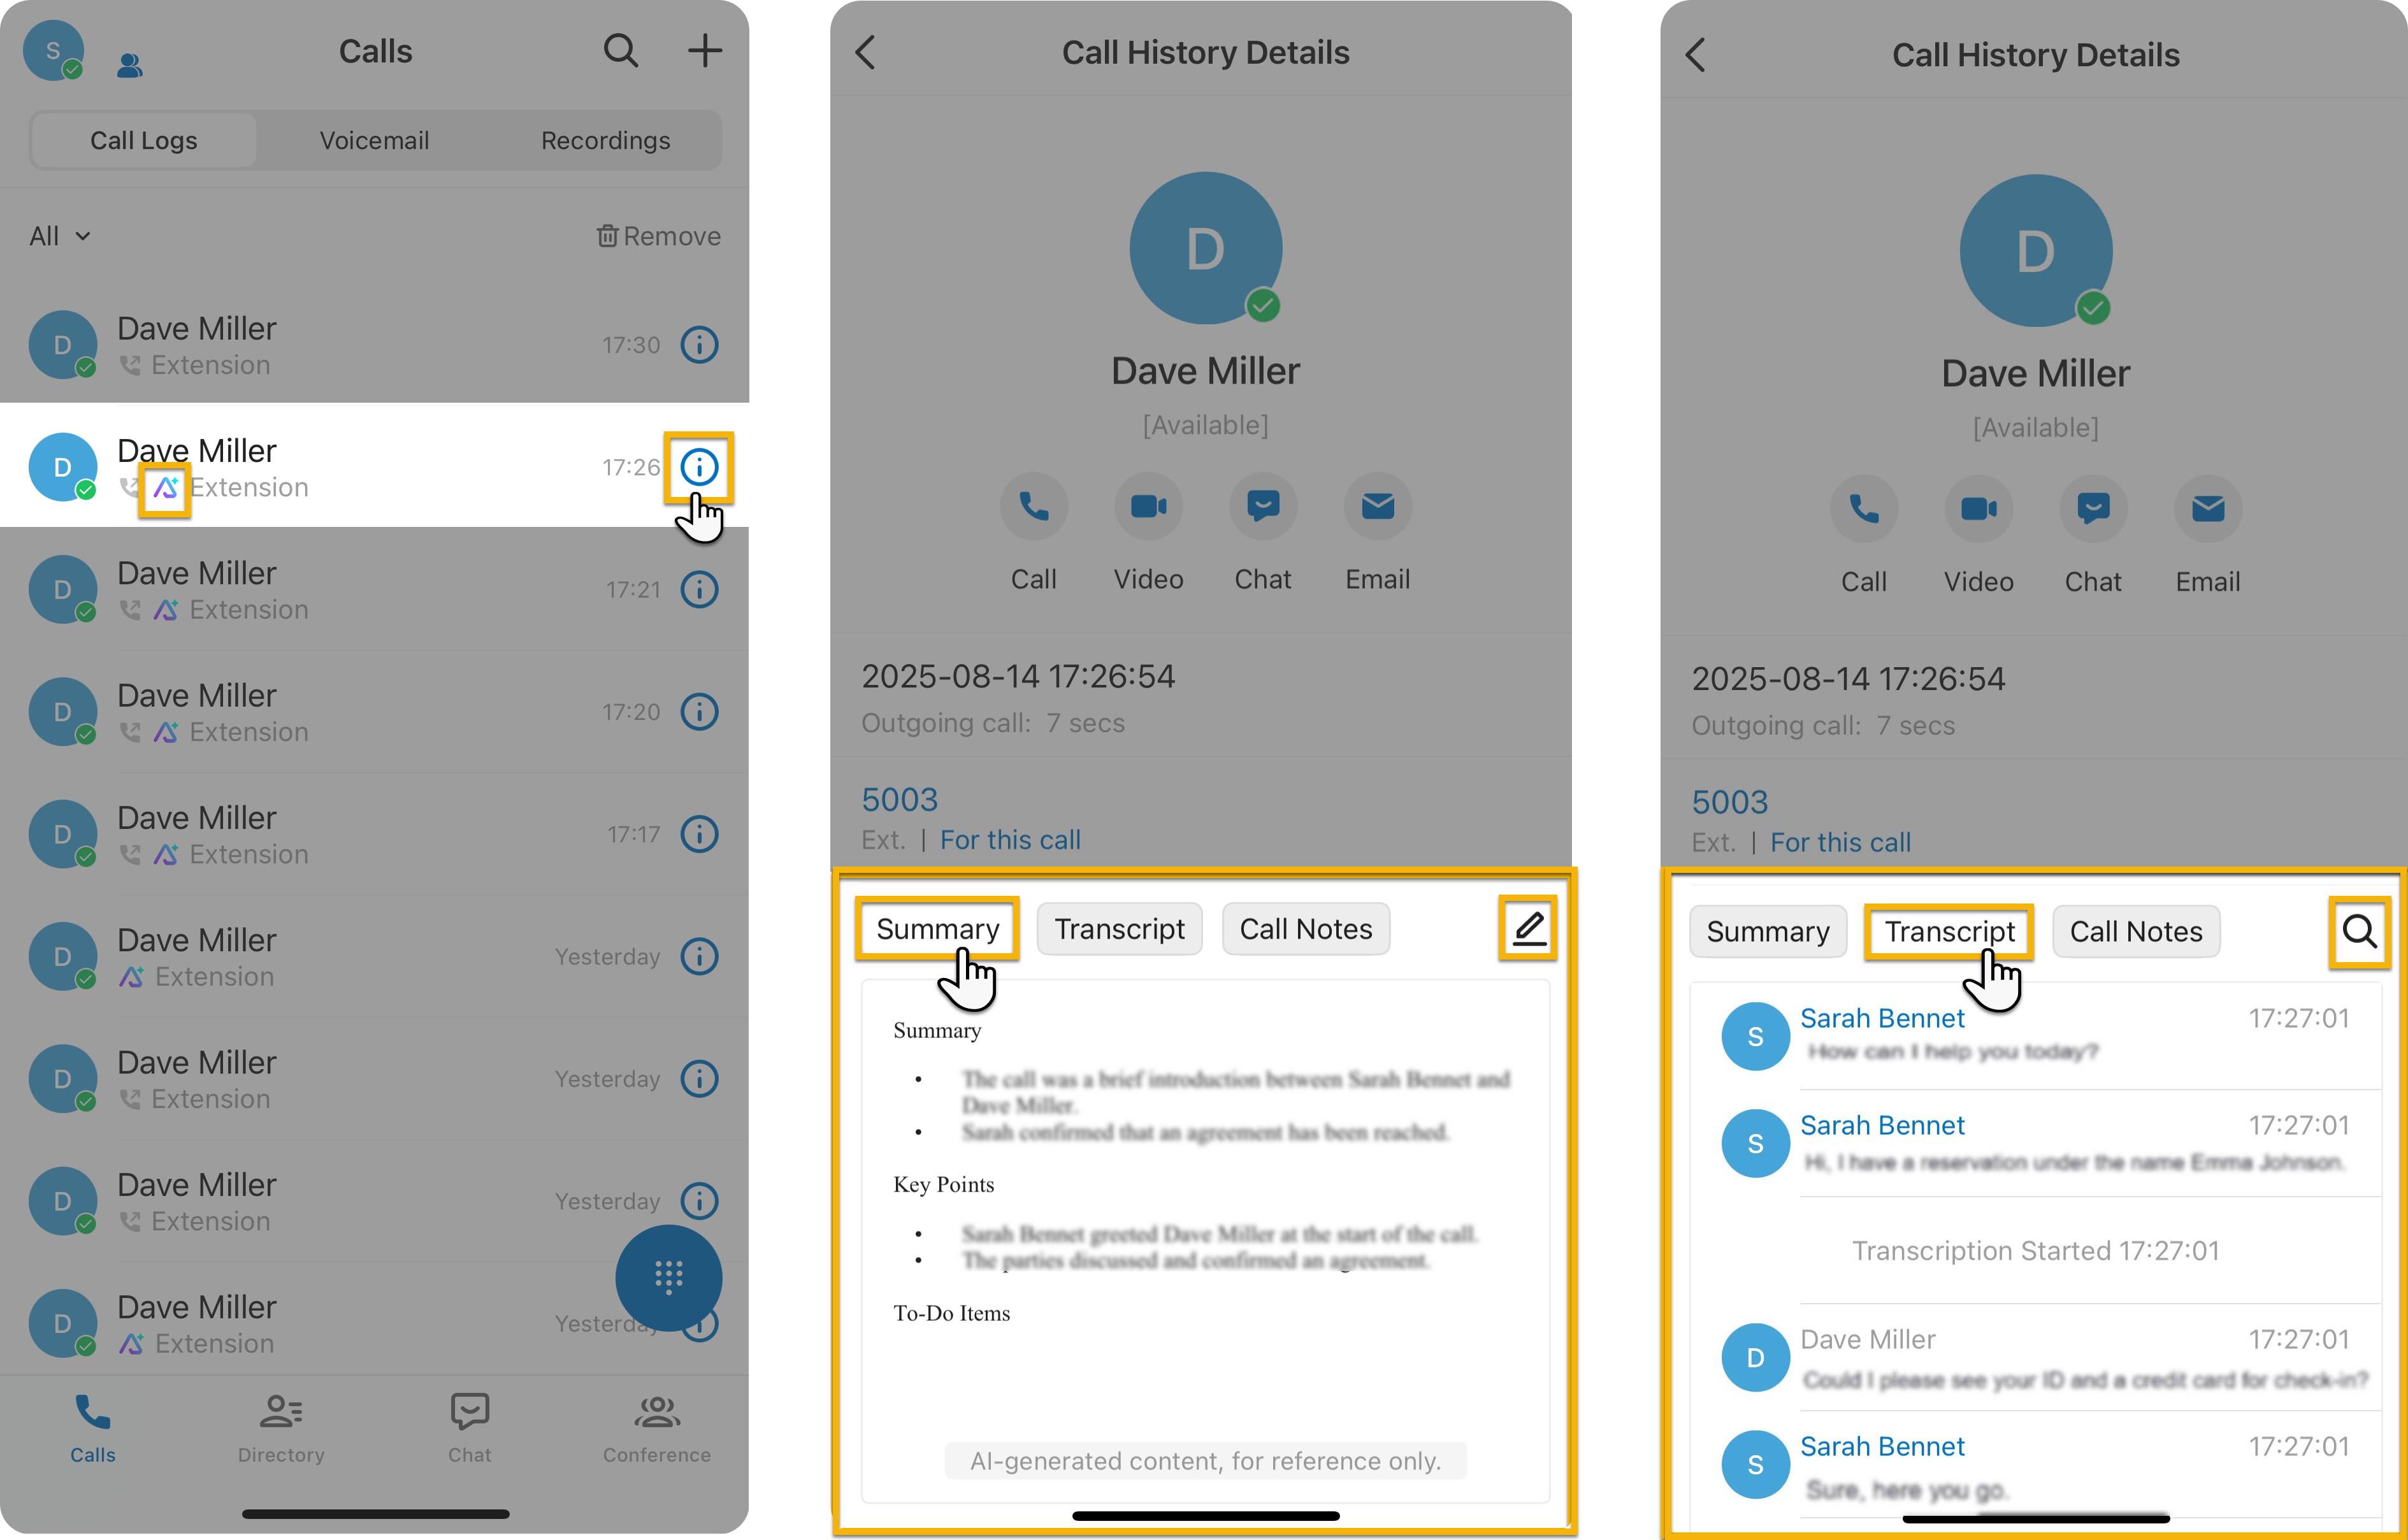 S
Calls
Call Logs
Voicemail
Recordings
All
Remove
D
Dave Miller
17:30
Extension
D
Dave Miller
17:26
Extension
D
Dave Miller
17:21
Extension
D
Dave Miller
17:20
Extension
D
Dave Miller
17:17
Extension
D
Dave Miller
Yesterday
Extension
D
Dave Miller
Yesterday
Extension
D
Dave Miller
Yesterday
Extension
D
Dave Miller
Yesterday
Extension
Calls
Directory
Chat
Conference
Call History Details
D
Dave Miller
[Available]
Call
Video
Chat
Email
2025-08-14 17:26:54
Outgoing call: 7 secs
5003
Ext. | For this call
Summary
Transcript
Call Notes
Summary
• The call was a brief introduction between Sarah Bennet and
Dave Miller.
• Sarah confirmed that an agreement has been reached.
Key Points
• Sarah Bennet greeted Dave Miller at the start of the call.
• The parties discussed and confirmed an agreement.
To-Do Items
AI-generated content, for reference only.
Call History Details
D
Dave Miller
[Available]
Call
Video
Chat
Email
2025-08-14 17:26:54
Outgoing call: 7 secs
5003
Ext. | For this call
Summary
Transcript
Call Notes
S
Sarah Bennet
17:27:01
How can I help you today?
S
Sarah Bennet
17:27:01
Hi, I have a reservation under the name Emma Johnson.
Transcription Started 17:27:01
D
Dave Miller
17:27:01
Could I please see your ID and a credit card for check-in?
S
Sarah Bennet
17:27:01
Sure, here you go.